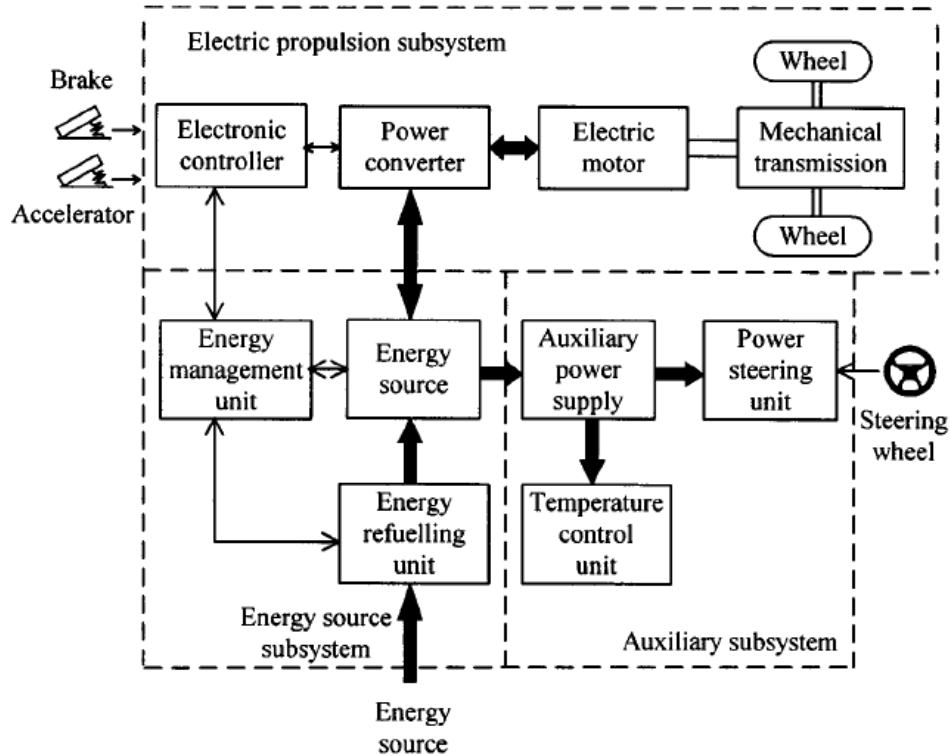 Electric propulsion subsystem
Brake
Accelerator
Electronic
controller
Power
converter
Electric
motor
Wheel
Mechanical
transmission
Wheel
Energy
management
unit
Energy
source
Auxiliary
power
supply
Power
steering
unit
Steering
wheel
Energy
refuelling
unit
Temperature
control
unit
Energy source
subsystem
Auxiliary subsystem
Energy
source